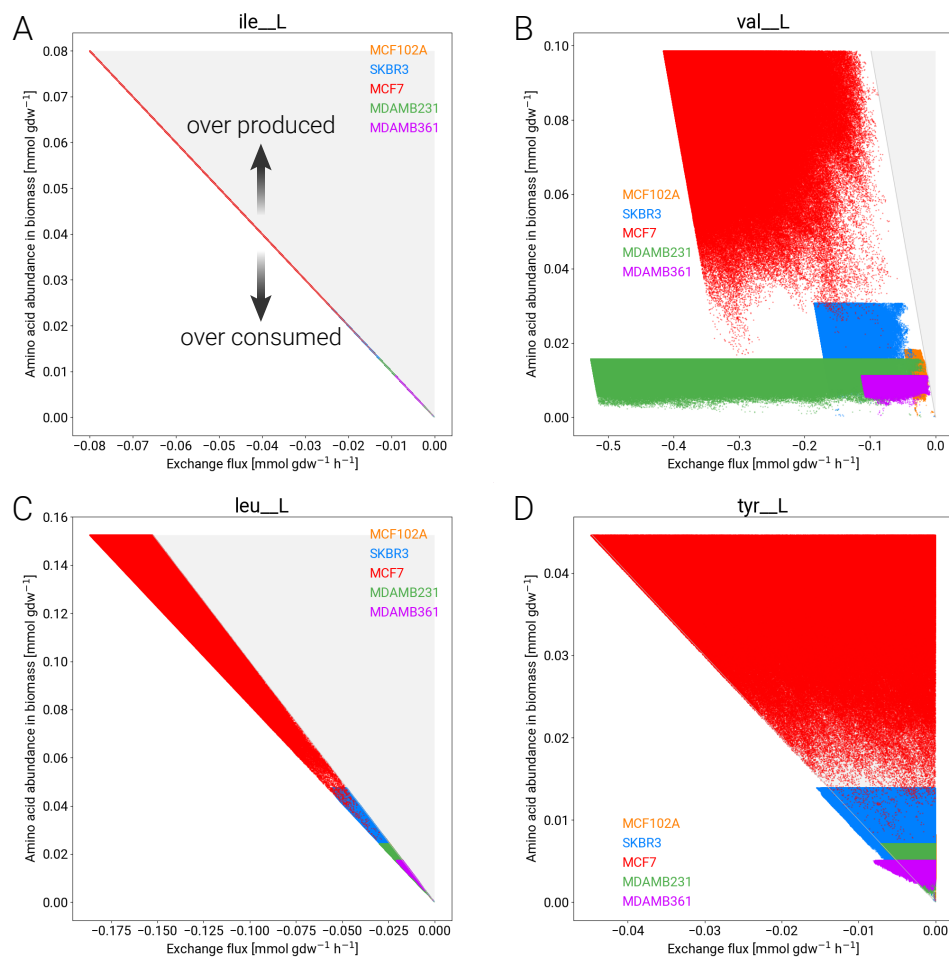 A
ile__L
MCF102A
SKBR3
MCF7
MDAMB231
MDAMB361
over produced
over consumed
Amino acid abundance in biomass [mmol gdw⁻¹]
0.08
0.07
0.06
0.05
0.04
0.03
0.02
0.01
0.00
−0.08 −0.07 −0.06 −0.05 −0.04 −0.03 −0.02 −0.01 0.00
Exchange flux [mmol gdw⁻¹ h⁻¹]
B
val__L
MCF102A
SKBR3
MCF7
MDAMB231
MDAMB361
Amino acid abundance in biomass [mmol gdw⁻¹]
0.10
0.08
0.06
0.04
0.02
0.00
−0.5 −0.4 −0.3 −0.2 −0.1 0.0
Exchange flux [mmol gdw⁻¹ h⁻¹]
C
leu__L
MCF102A
SKBR3
MCF7
MDAMB231
MDAMB361
Amino acid abundance in biomass [mmol gdw⁻¹]
0.16
0.14
0.12
0.10
0.08
0.06
0.04
0.02
0.00
−0.175 −0.150 −0.125 −0.100 −0.075 −0.050 −0.025 0.000
Exchange flux [mmol gdw⁻¹ h⁻¹]
D
tyr__L
MCF102A
SKBR3
MCF7
MDAMB231
MDAMB361
Amino acid abundance in biomass [mmol gdw⁻¹]
0.04
0.03
0.02
0.01
0.00
−0.04 −0.03 −0.02 −0.01 0.00
Exchange flux [mmol gdw⁻¹ h⁻¹]